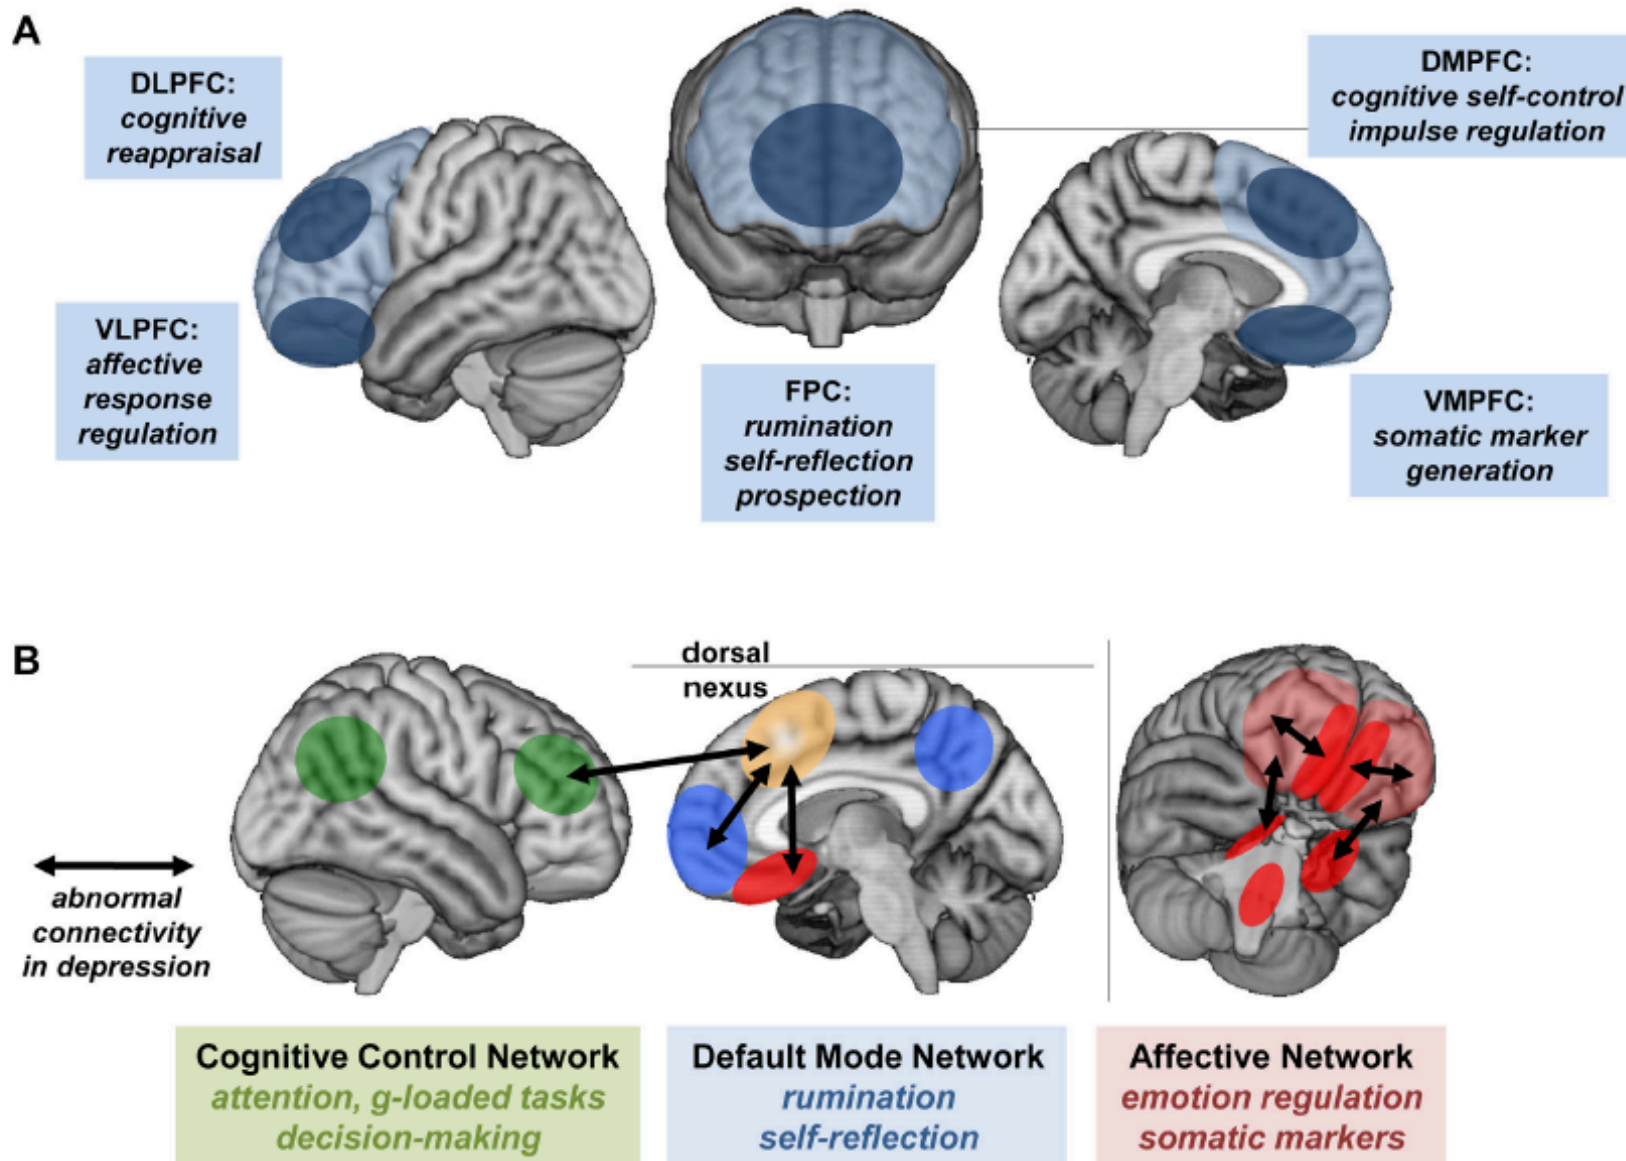 A
DLPFC:
cognitive
reappraisal
DMPFC:
cognitive self-control
impulse regulation
VLPFC:
affective
response
regulation
FPC:
rumination
self-reflection
prospection
VMPFC:
somatic marker
generation
B
dorsal
nexus
abnormal
connectivity
in depression
Cognitive Control Network
attention, g-loaded tasks
decision-making
Default Mode Network
rumination
self-reflection
Affective Network
emotion regulation
somatic markers